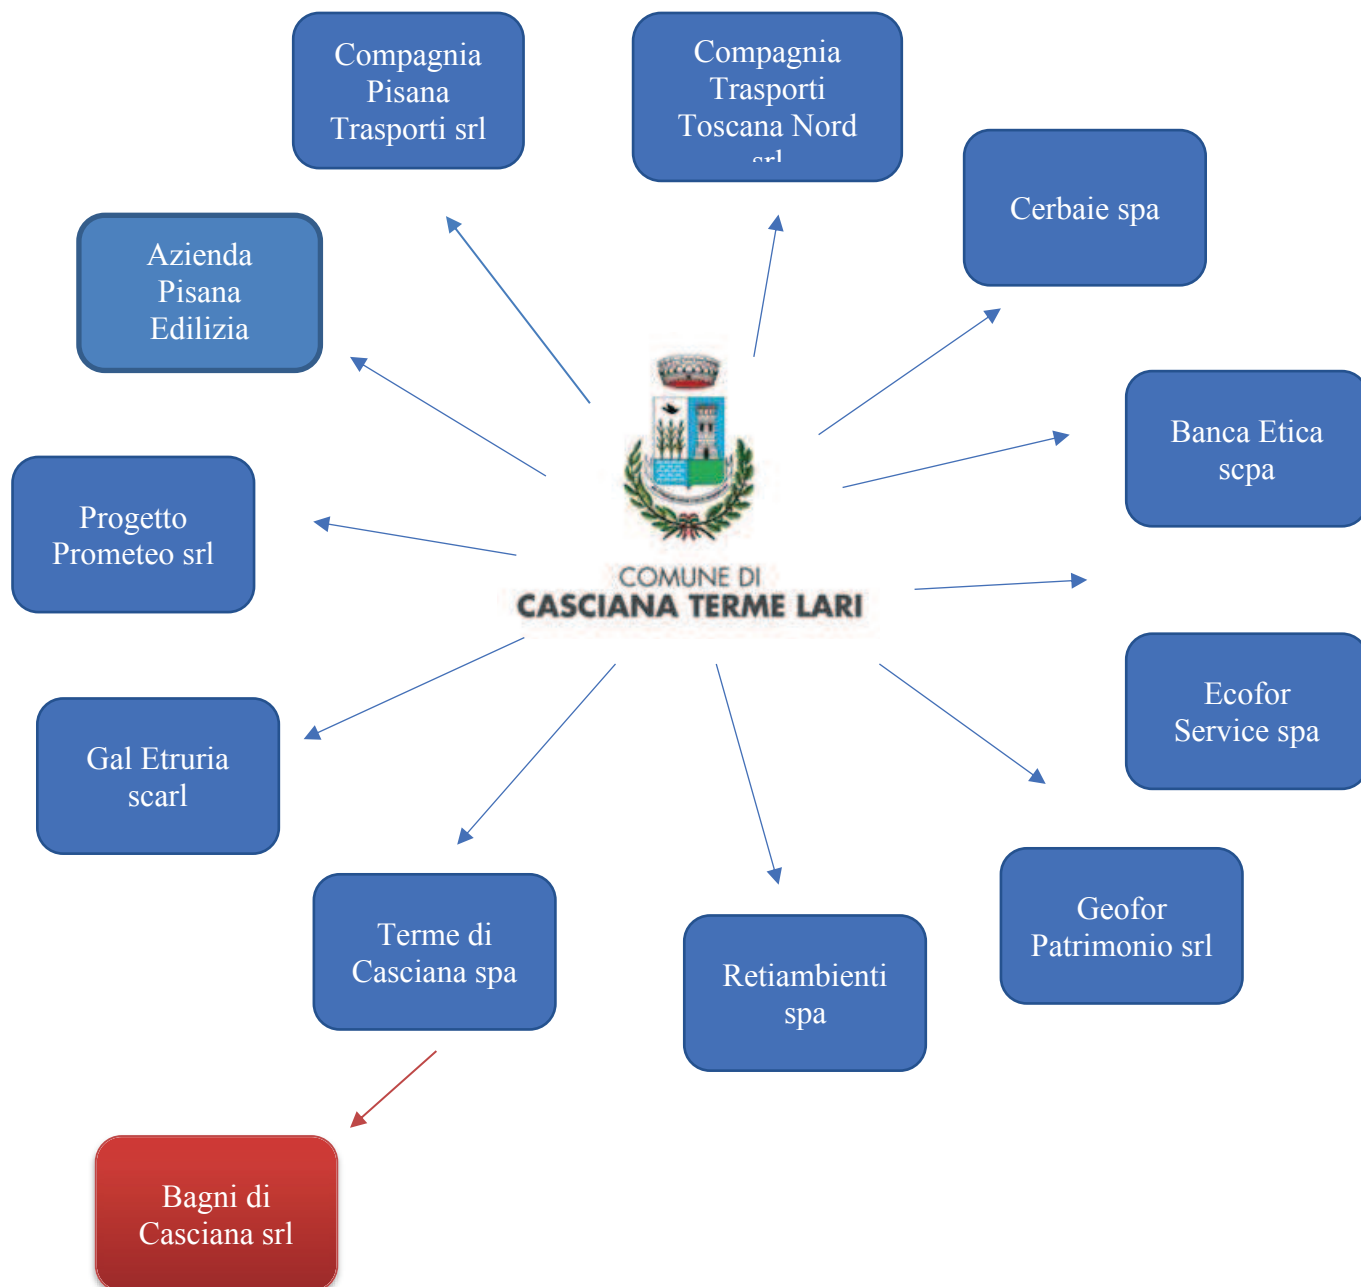 Compagnia
Pisana
Trasporti srl
Compagnia
Trasporti
Toscana Nord
srl
Cerbaie spa
Azienda
Pisana
Edilizia
Banca Etica
scpa
Progetto
Prometeo srl
COMUNE DI
CASCIANA TERME LARI
Ecofor
Service spa
Gal Etruria
scarl
Geofor
Patrimonio srl
Terme di
Casciana spa
Retiambienti
spa
Bagni di
Casciana srl